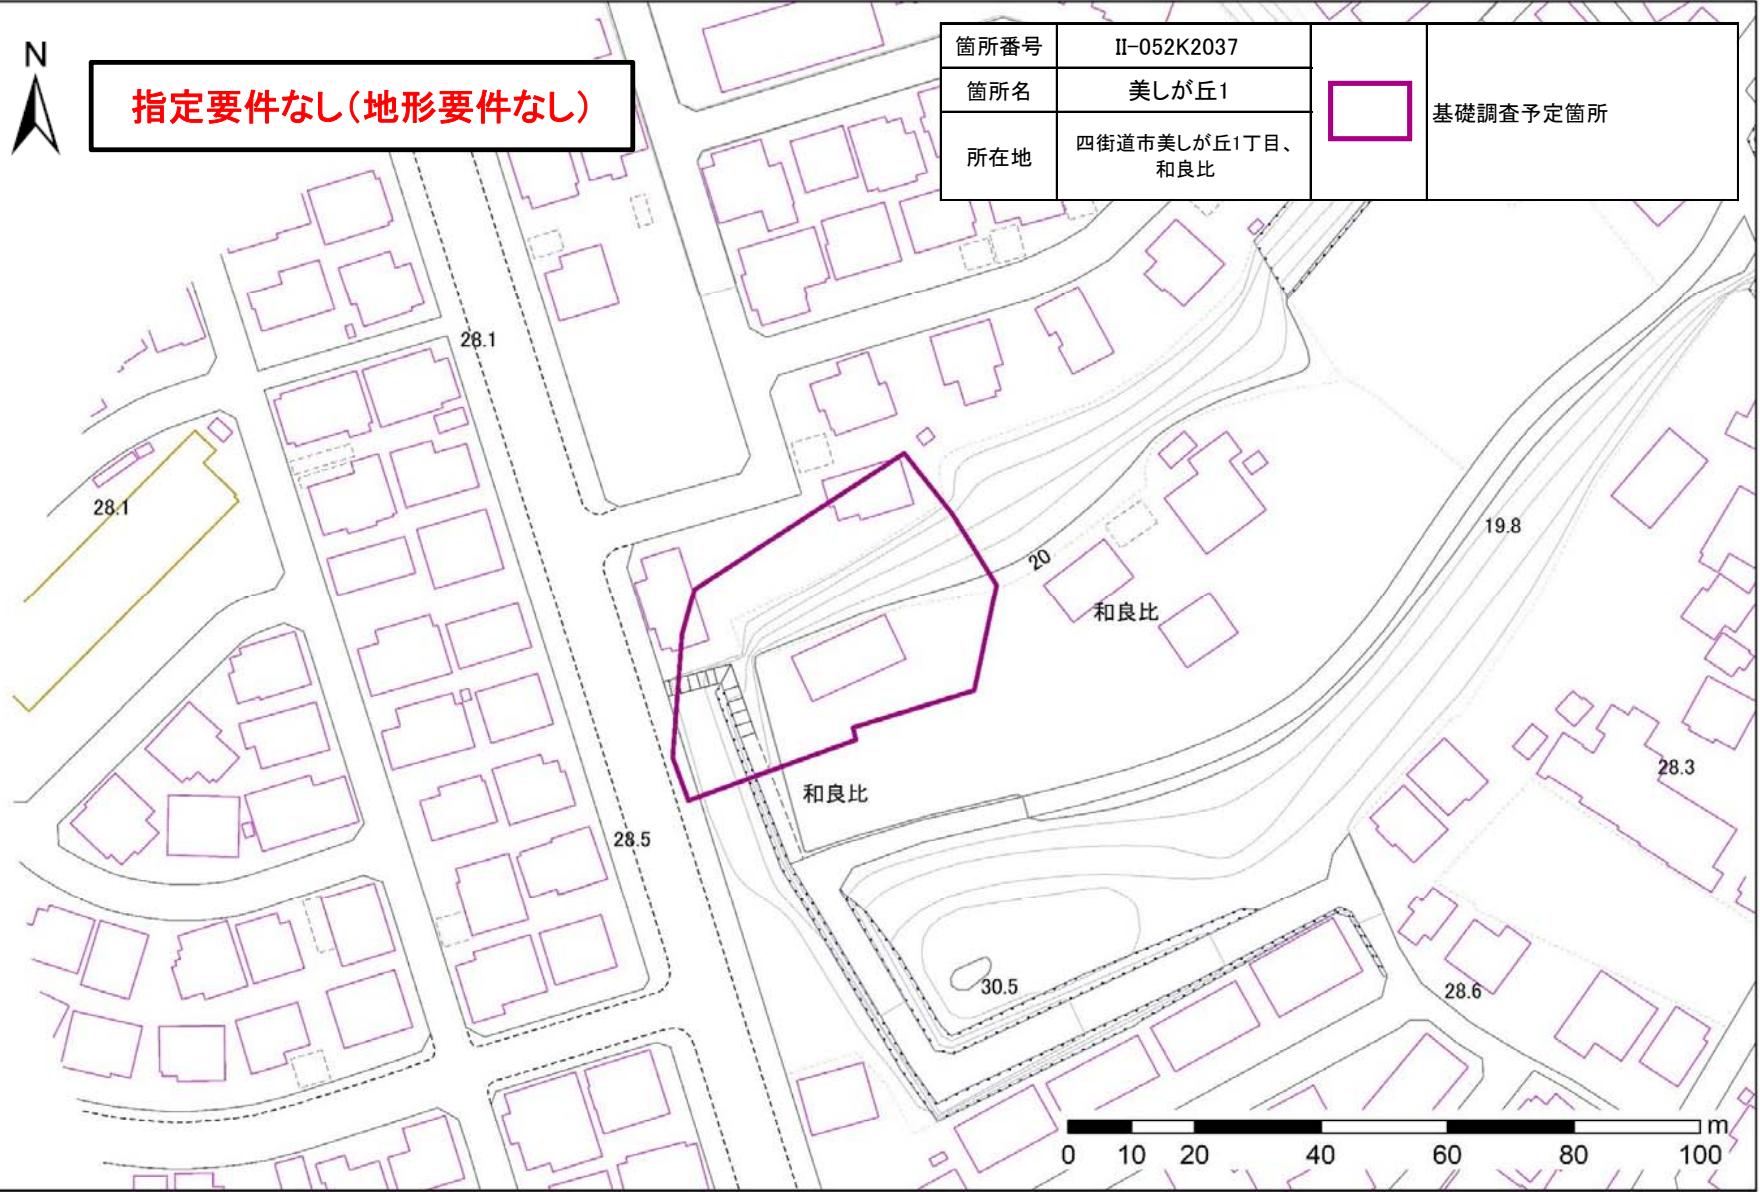 N
指定要件なし（地形要件なし）
箇所番号
II-052K2037
箇所名
美しが丘1
所在地
四街道市美しが丘1丁目、
和良比
基礎調査予定箇所
28.1
28.1
19.8
20
和良比
28.3
和良比
28.5
30.5
28.6
m
0 10 20 40 60 80 100